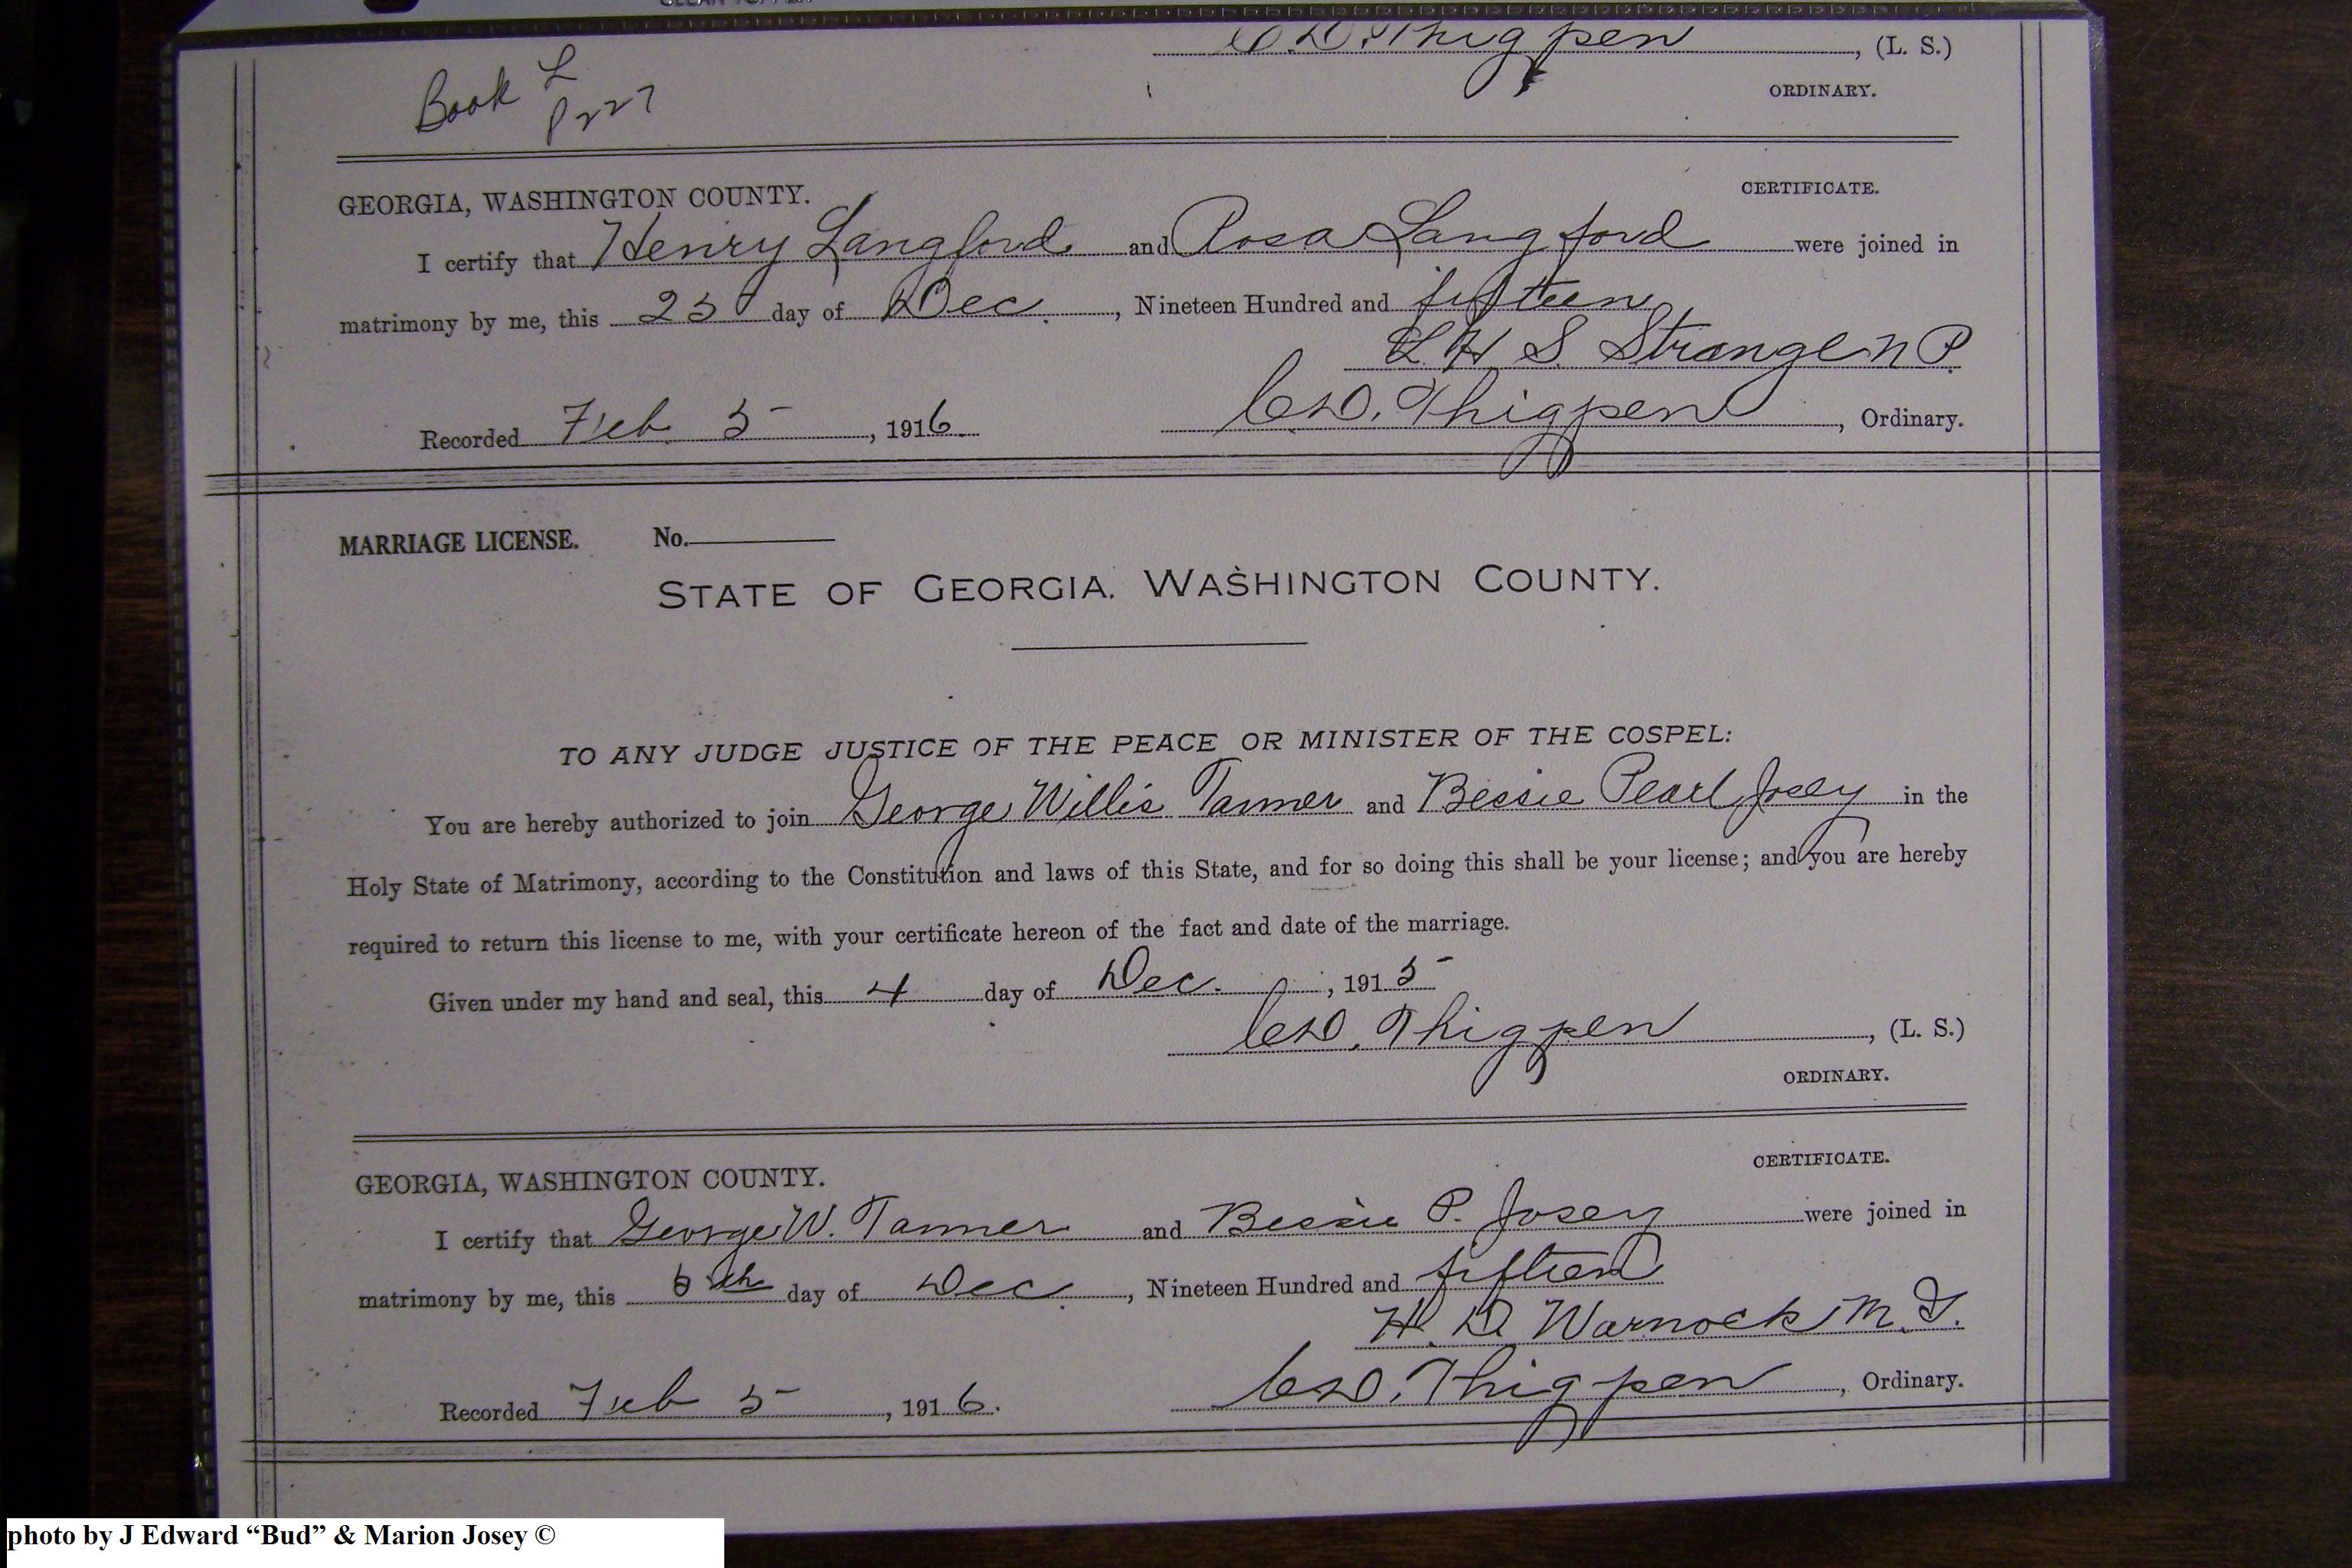 C. D. Thigpen, (L. S.)
ORDINARY.
Book L
P 227
GEORGIA, WASHINGTON COUNTY. CERTIFICATE.
I certify that Henry Langford and Rosa Langford were joined in
matrimony by me, this 25 day of Dec., Nineteen Hundred and fifteen
L. H. S. Strange N P.
Recorded Feb. 5, 1916 C. D. Thigpen, Ordinary.
MARRIAGE LICENSE. No.
STATE OF GEORGIA. WASHINGTON COUNTY.
TO ANY JUDGE JUSTICE OF THE PEACE OR MINISTER OF THE COSPEL:
You are hereby authorized to join George Willis Tanner and Bessie Pearl Josey in the
Holy State of Matrimony, according to the Constitution and laws of this State, and for so doing this shall be your license; and you are hereby
required to return this license to me, with your certificate hereon of the fact and date of the marriage.
Given under my hand and seal, this 4 day of Dec., 1915
C. D. Thigpen, (L. S.)
ORDINARY.
GEORGIA, WASHINGTON COUNTY. CERTIFICATE.
I certify that George W. Tanner and Bessie P. Josey were joined in
matrimony by me, this th day of Dec., Nineteen Hundred and fifteen
H. D. Warnock M. G.
Recorded Feb 5, 1916. C. D. Thigpen, Ordinary.
photo by J Edward “Bud” & Marion Josey ©